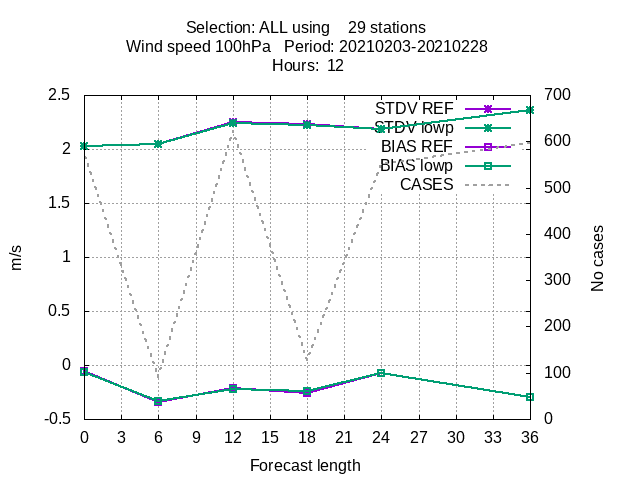 Selection: ALL using 29 stations
Wind speed 100hPa Period: 20210203-20210228
Hours: 12
2.5
2
1.5
1
0.5
0
-0.5
m/s
700
600
500
400
300
200
100
0
No cases
STDV REF
STDV lowp
BIAS REF
BIAS lowp
CASES
0 3 6 9 12 15 18 21 24 27 30 33 36
Forecast length